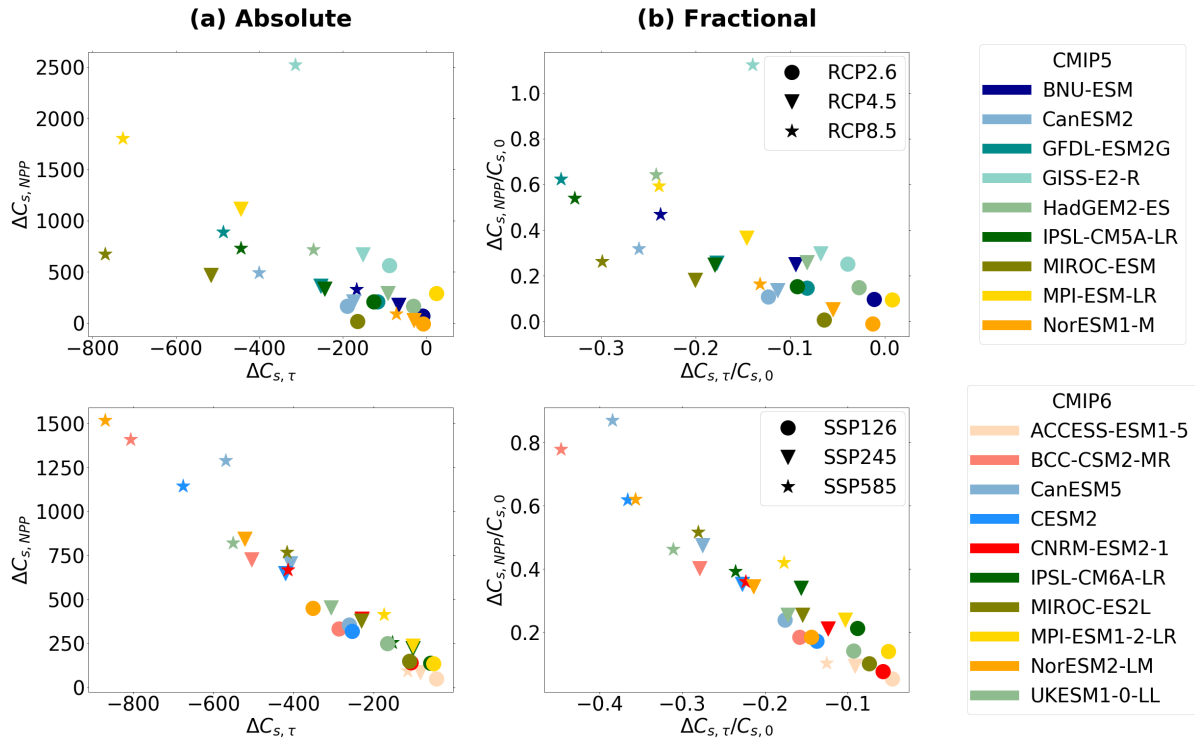 (a) Absolute
(b) Fractional
2500
2000
1500
1000
500
0
ΔC_{s,NPP}
−800
−600
−400
−200
0
ΔC_{s,τ}
1.0
0.8
0.6
0.4
0.2
0.0
ΔC_{s,NPP}/C_{s,0}
−0.3
−0.2
−0.1
0.0
ΔC_{s,τ}/C_{s,0}
RCP2.6
RCP4.5
RCP8.5
CMIP5
BNU-ESM
CanESM2
GFDL-ESM2G
GISS-E2-R
HadGEM2-ES
IPSL-CM5A-LR
MIROC-ESM
MPI-ESM-LR
NorESM1-M
1500
1250
1000
750
500
250
0
ΔC_{s,NPP}
−800
−600
−400
−200
ΔC_{s,τ}
0.8
0.6
0.4
0.2
ΔC_{s,NPP}/C_{s,0}
−0.4
−0.3
−0.2
−0.1
ΔC_{s,τ}/C_{s,0}
SSP126
SSP245
SSP585
CMIP6
ACCESS-ESM1-5
BCC-CSM2-MR
CanESM5
CESM2
CNRM-ESM2-1
IPSL-CM6A-LR
MIROC-ES2L
MPI-ESM1-2-LR
NorESM2-LM
UKESM1-0-LL